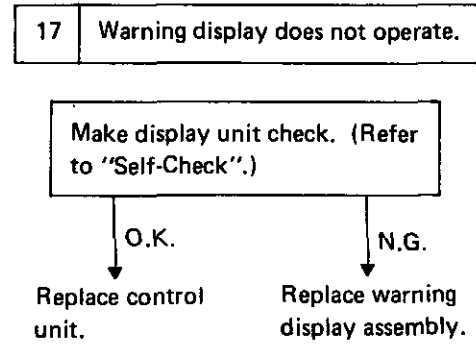 17 Warning display does not operate.
Make display unit check. (Refer
to "Self-Check".)
O.K.
N.G.
Replace control
unit.
Replace warning
display assembly.